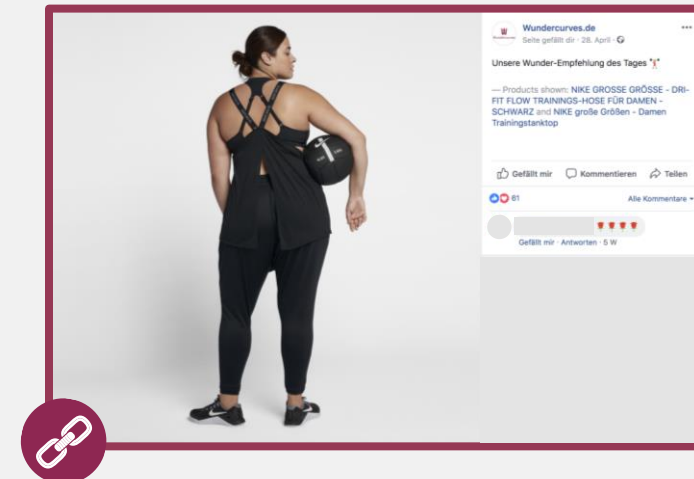 Wundercurves.de
Seite gefällt dir · 28. April ·
Unsere Wunder-Empfehlung des Tages
— Products shown: NIKE GROSSE GRÖSSE - DRI-
FIT FLOW TRAININGS-HOSE FÜR DAMEN -
SCHWARZ and NIKE große Größen - Damen
Trainingstanktop
Gefällt mir Kommentieren Teilen
61 Alle Kommentare
Gefällt mir · Antworten · 5 W